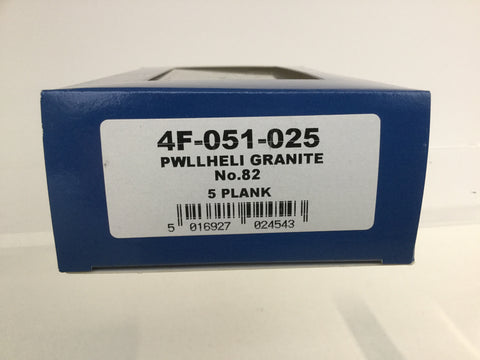 4F-051-025
PWLLHELI GRANITE
No.82
5 PLANK
5 016927 024543